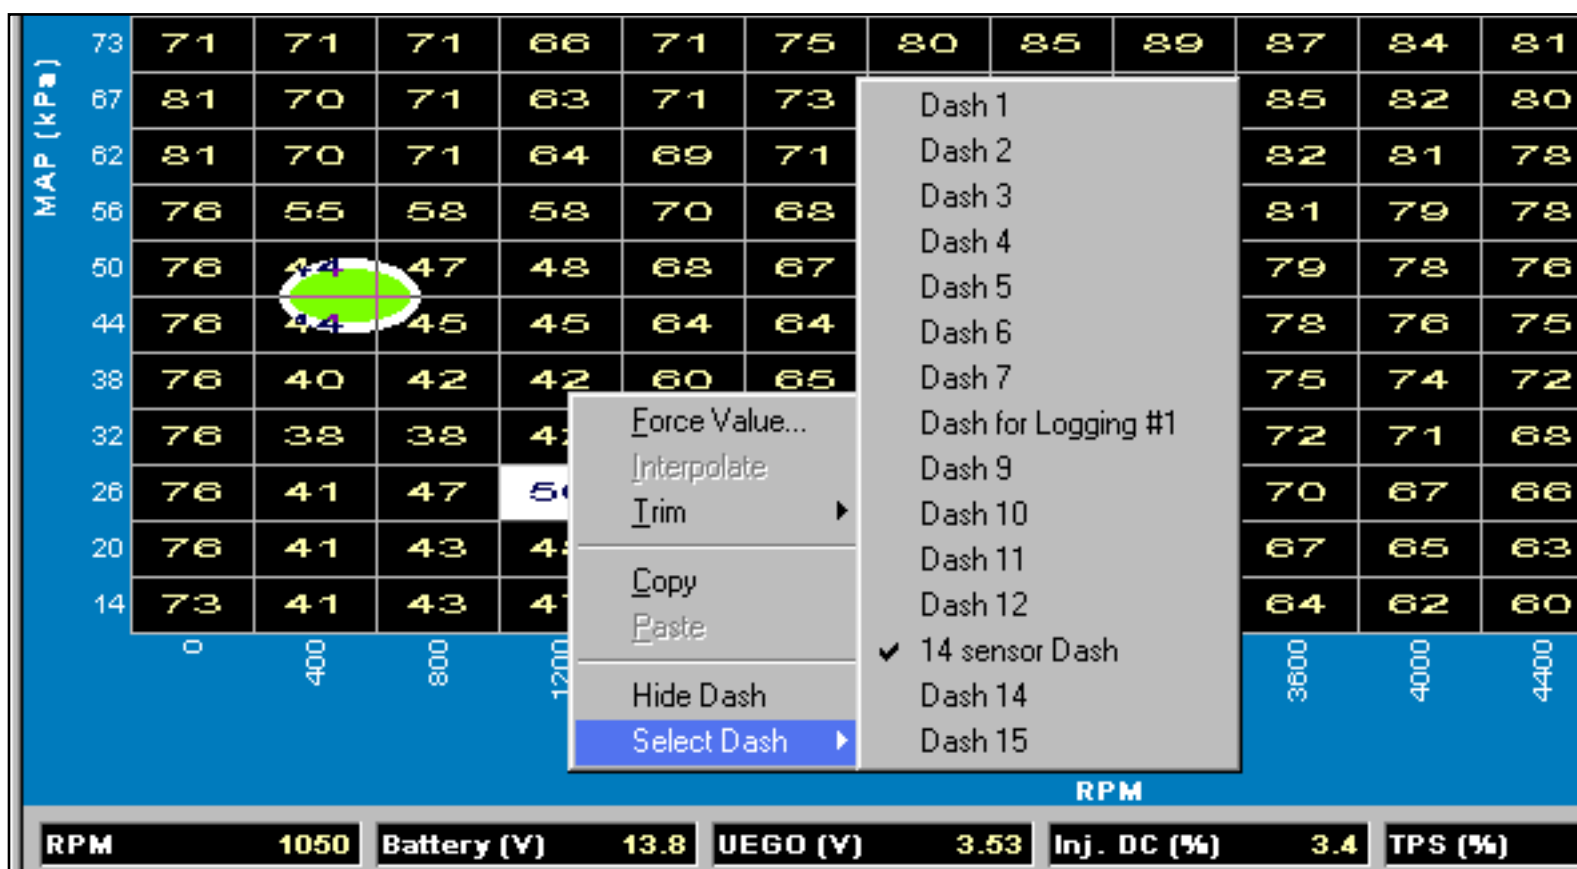 73 71 71 71 66 71 75 80 85 89 87 84 81
67 81 70 71 63 71 73 85 82 80
62 81 70 71 64 69 71 82 81 78
56 76 55 58 58 70 68 81 79 78
50 76 44 47 48 68 67 79 78 76
44 76 44 45 45 64 64 78 76 75
38 76 40 42 42 60 65 75 74 72
32 76 38 38 72 71 68
26 76 41 47 70 67 66
20 76 41 43 67 65 63
14 73 41 43 64 62 60
MAP (kPa)
0 400 800 1200 3600 4000 4400
RPM
Force Value...
Interpolate
Trim
Copy
Paste
Hide Dash
Select Dash
Dash 1
Dash 2
Dash 3
Dash 4
Dash 5
Dash 6
Dash 7
Dash for Logging #1
Dash 9
Dash 10
Dash 11
Dash 12
✔ 14 sensor Dash
Dash 14
Dash 15
RPM 1050 Battery (V) 13.8 UEGO (V) 3.53 Inj. DC (%) 3.4 TPS (%)